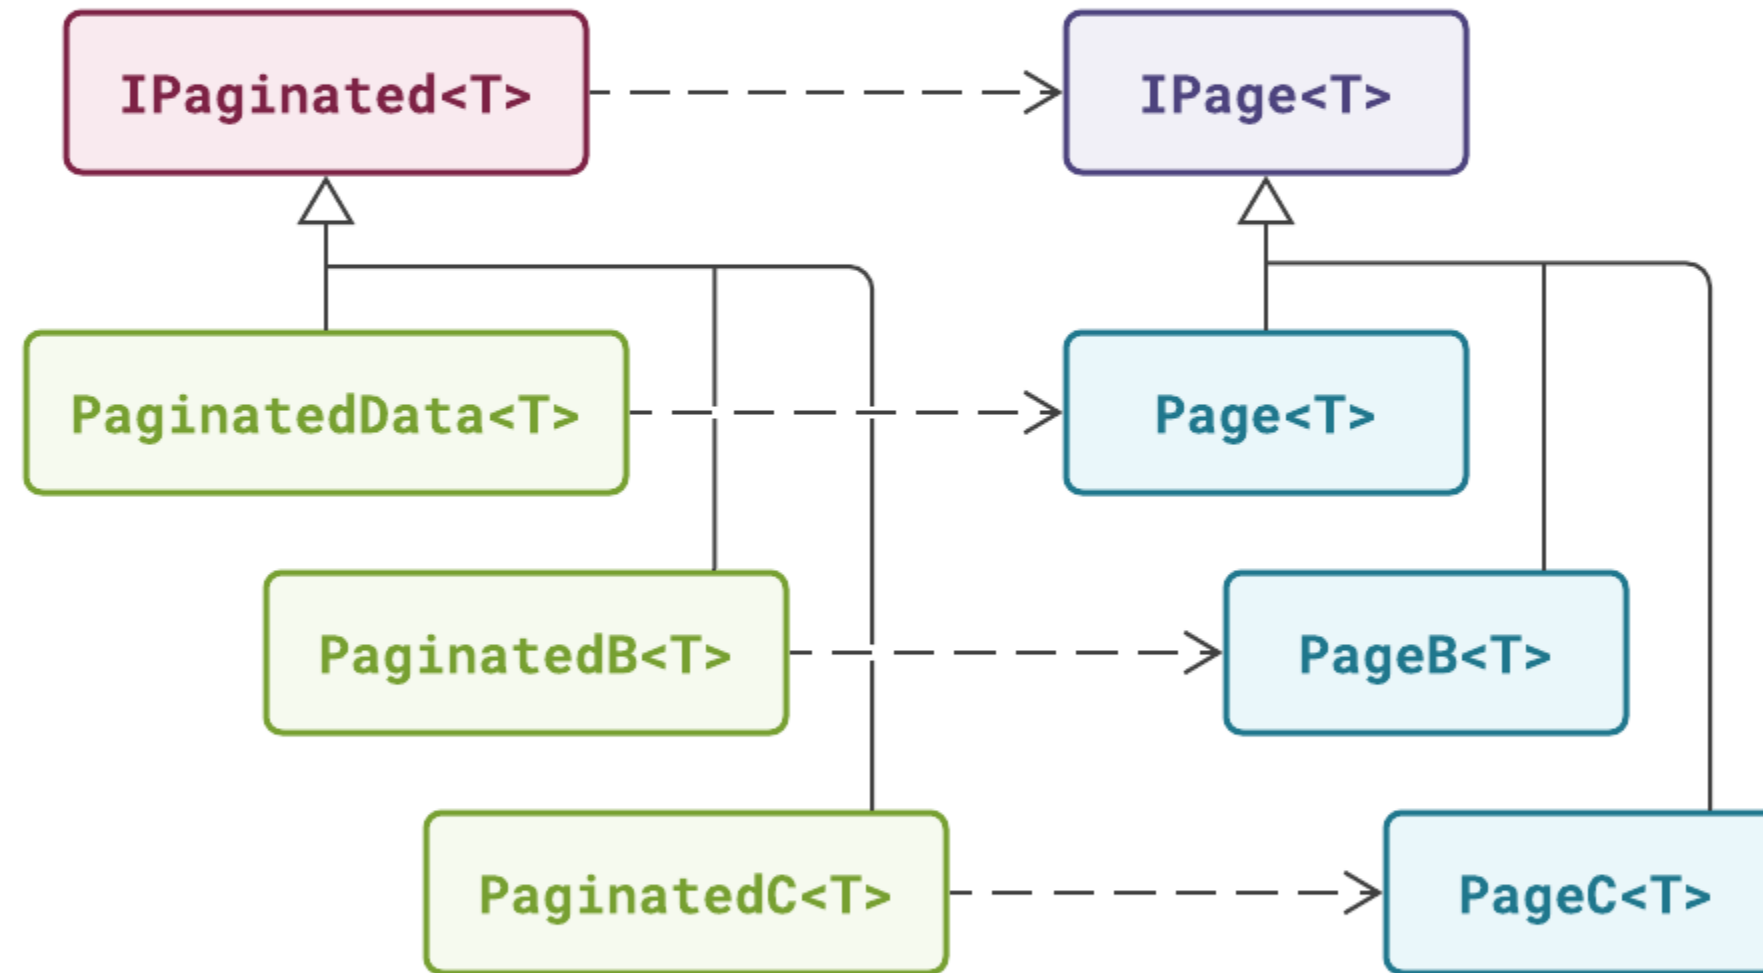 IPaginated<T>
IPage<T>
PaginatedData<T>
Page<T>
PaginatedB<T>
PageB<T>
PaginatedC<T>
PageC<T>